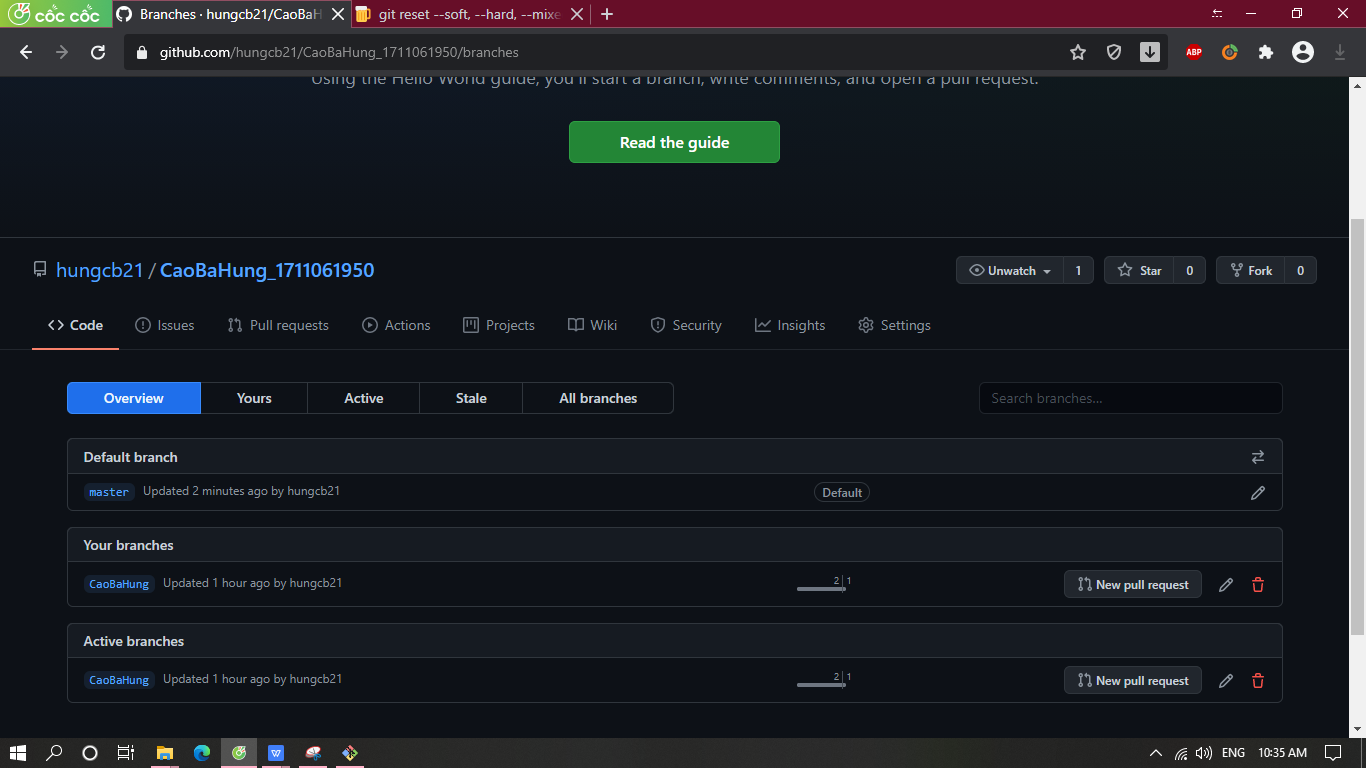 cốc cốc
Branches · hungcb21/CaoBaH
git reset --soft, --hard, --mixe
github.com/hungcb21/CaoBaHung_1711061950/branches
ABP
Using the Hello World guide, you'll start a branch, write comments, and open a pull request.
Read the guide
hungcb21 / CaoBaHung_1711061950
Unwatch 1 Star 0 Fork 0
Code Issues Pull requests Actions Projects Wiki Security Insights Settings
Overview Yours Active Stale All branches
Search branches...
Default branch
master Updated 2 minutes ago by hungcb21 Default
Your branches
CaoBaHung Updated 1 hour ago by hungcb21 2 1 New pull request
Active branches
CaoBaHung Updated 1 hour ago by hungcb21 2 1 New pull request
W ENG 10:35 AM